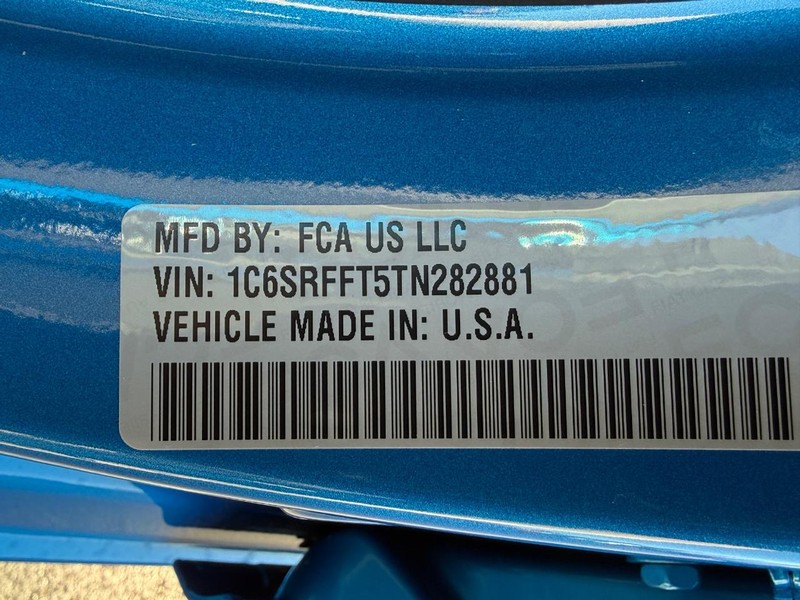 MFD BY: FCA US LLC
VIN: 1C6SRFFT5TN282881
VEHICLE MADE IN: U.S.A.